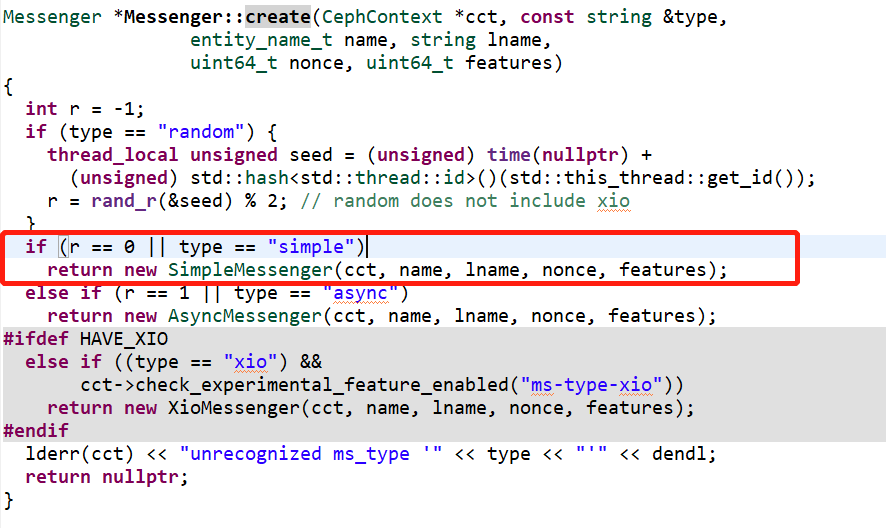 Messenger *Messenger::create(CephContext *cct, const string &type,
                 entity_name_t name, string lname,
                 uint64_t nonce, uint64_t features)
{
  int r = -1;
  if (type == "random") {
    thread_local unsigned seed = (unsigned) time(nullptr) +
      (unsigned) std::hash<std::thread::id>()(std::this_thread::get_id());
    r = rand_r(&seed) % 2; // random does not include xio
  }
  if (r == 0 || type == "simple")
    return new SimpleMessenger(cct, name, lname, nonce, features);
  else if (r == 1 || type == "async")
    return new AsyncMessenger(cct, name, lname, nonce, features);
#ifdef HAVE_XIO
  else if ((type == "xio") &&
       cct->check_experimental_feature_enabled("ms-type-xio"))
    return new XioMessenger(cct, name, lname, nonce, features);
#endif
  lderr(cct) << "unrecognized ms_type '" << type << "'" << dendl;
  return nullptr;
}